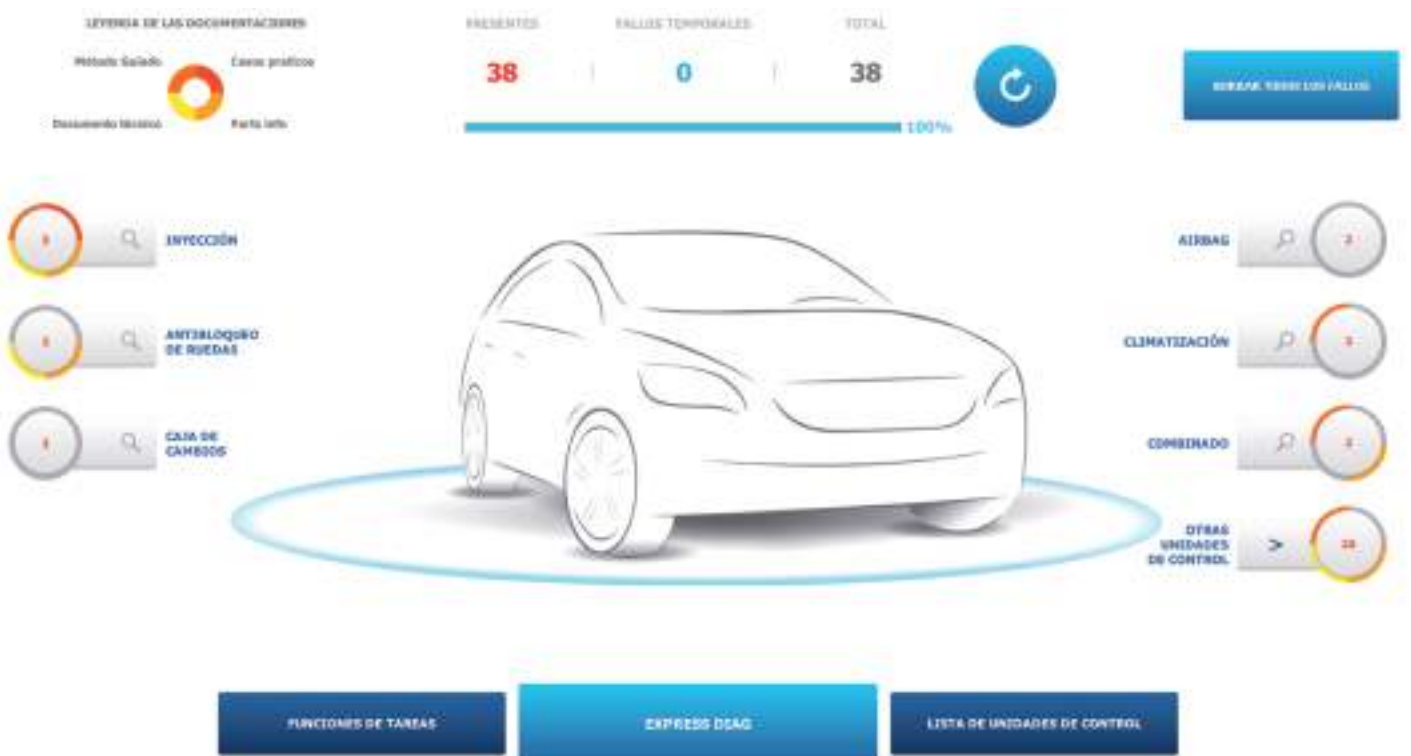 LEYENDA DE LAS DOCUMENTACIONES
Método Guiado
Casos práticos
Documento técnico
Parts info
PRESENTES
FALLOS TEMPORALES
TOTAL
38
0
38
100%
BORRAR TODOS LOS FALLOS
INYECCIÓN
ANTIBLOQUEO
DE RUEDAS
CAJA DE
CAMBIOS
AIRBAG
2
CLIMATIZACIÓN
COMBINADO
OTRAS
UNIDADES
DE CONTROL
>
FUNCIONES DE TAREAS
EXPRESS DIAG
LISTA DE UNIDADES DE CONTROL